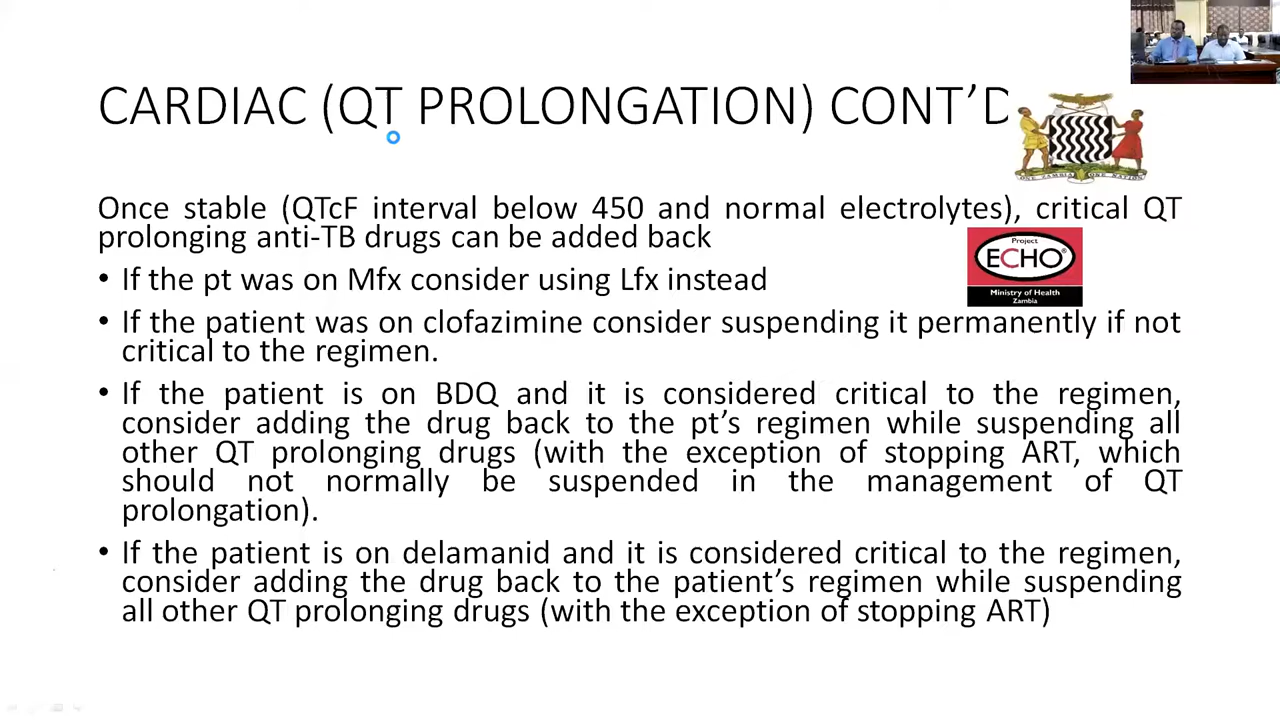 CARDIAC (QT PROLONGATION) CONT'D
ONE ZAMBIA ONE NATION
Once stable (QTcF interval below 450 and normal electrolytes), critical QT
prolonging anti-TB drugs can be added back
Project
ECHO®
Ministry of Health
Zambia
• If the pt was on Mfx consider using Lfx instead
• If the patient was on clofazimine consider suspending it permanently if not
critical to the regimen.
• If the patient is on BDQ and it is considered critical to the regimen,
consider adding the drug back to the pt's regimen while suspending all
other QT prolonging drugs (with the exception of stopping ART, which
should not normally be suspended in the management of QT
prolongation).
• If the patient is on delamanid and it is considered critical to the regimen,
consider adding the drug back to the patient's regimen while suspending
all other QT prolonging drugs (with the exception of stopping ART)